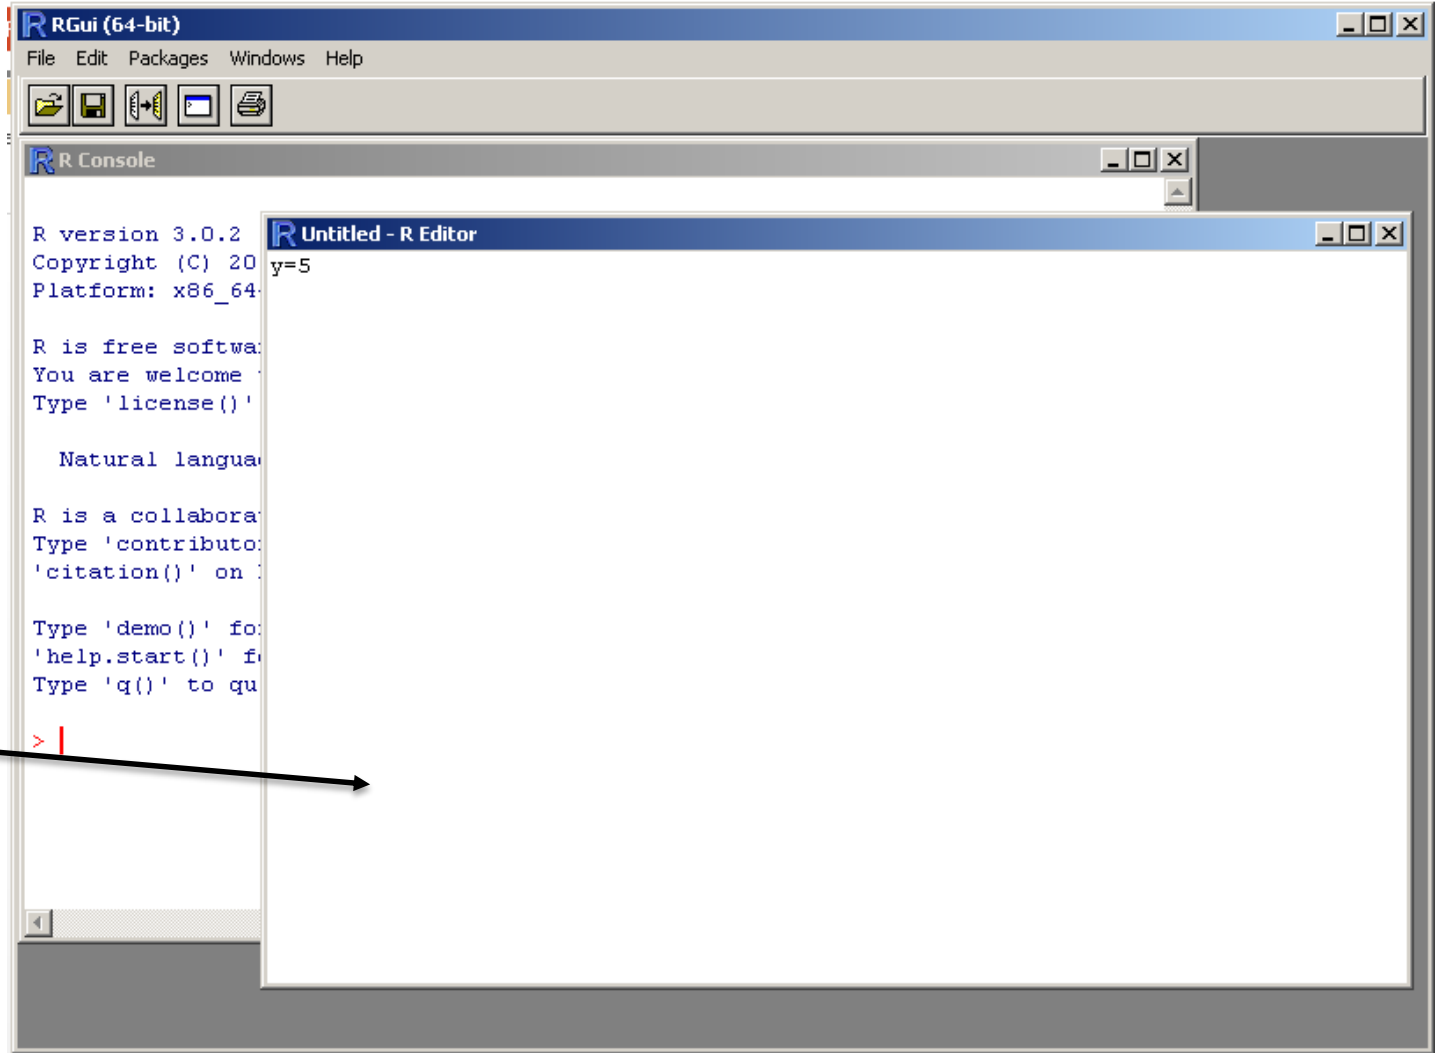 RGui (64-bit)
File Edit Packages Windows Help
R Console
R version 3.0.2
Copyright (C) 20
Platform: x86_64-
R is free softwa
You are welcome
Type 'license()'
Natural langua
R is a collabora
Type 'contributo
'citation()' on
Type 'demo()' fo
'help.start()' f
Type 'q()' to qu
>
Untitled - R Editor
y=5